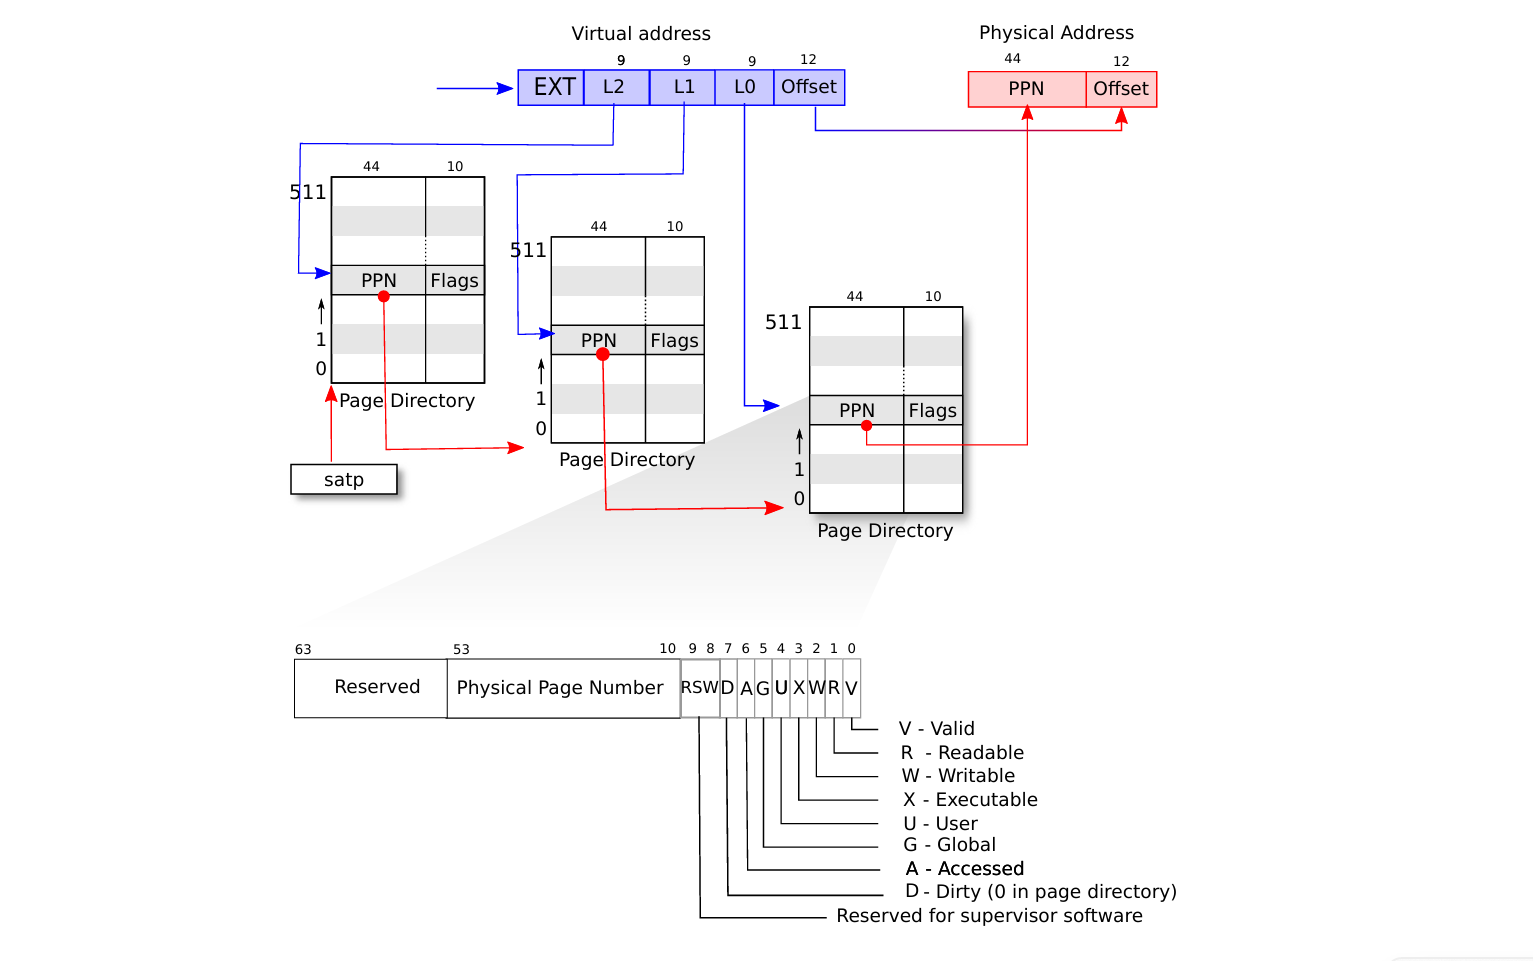 Virtual address
Physical Address
9 9 9 12
44 12
EXT L2 L1 L0 Offset
PPN Offset
44 10
511
PPN Flags
1
0
Page Directory
satp
44 10
511
PPN Flags
1
0
Page Directory
44 10
511
PPN Flags
1
0
Page Directory
63 53 10 9 8 7 6 5 4 3 2 1 0
Reserved Physical Page Number RSW D A G U X W R V
V - Valid
R - Readable
W - Writable
X - Executable
U - User
G - Global
A - Accessed
D - Dirty (0 in page directory)
Reserved for supervisor software